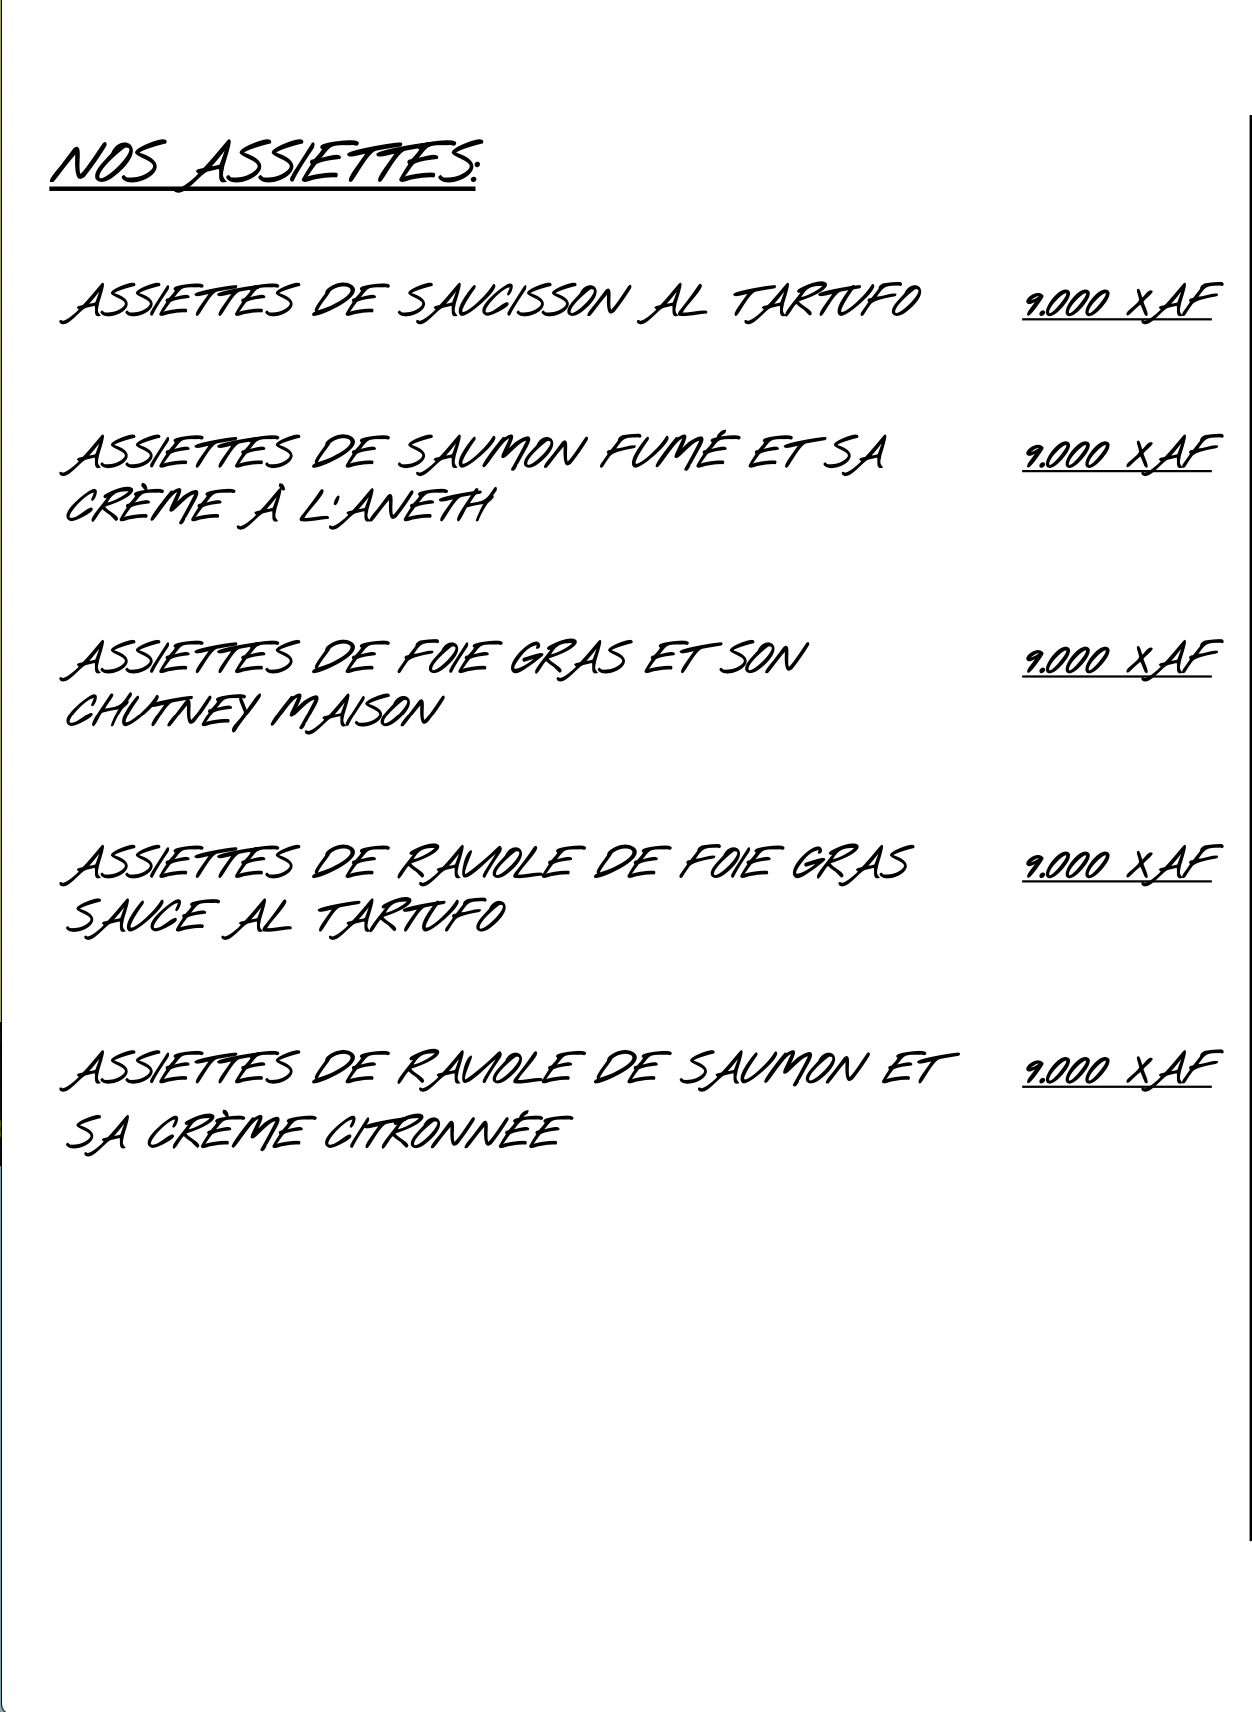 NOS ASSIETTES:
ASSIETTES DE SAUCISSON AL TARTUFO 9.000 XAF
ASSIETTES DE SAUMON FUMÉ ET SA 9.000 XAF
CRÈME À L'ANETH
ASSIETTES DE FOIE GRAS ET SON 9.000 XAF
CHUTNEY MAISON
ASSIETTES DE RAVIOLE DE FOIE GRAS 9.000 XAF
SAUCE AL TARTUFO
ASSIETTES DE RAVIOLE DE SAUMON ET 9.000 XAF
SA CRÈME CITRONNÉE